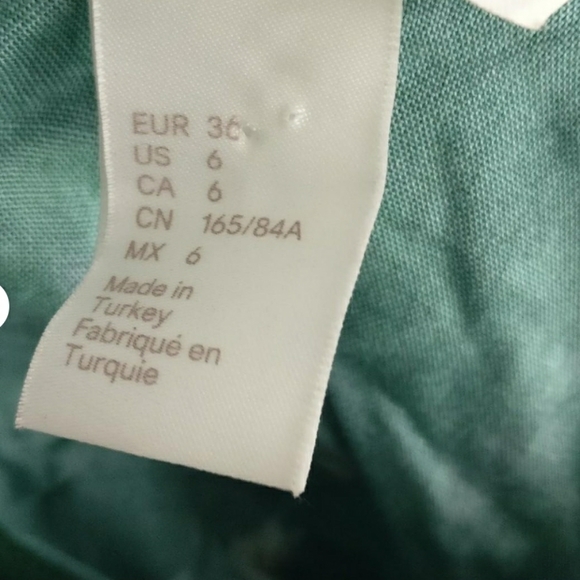 EUR 36
US 6
CA 6
CN 165/84A
MX 6
Made in
Turkey
Fabriqué en
Turquie